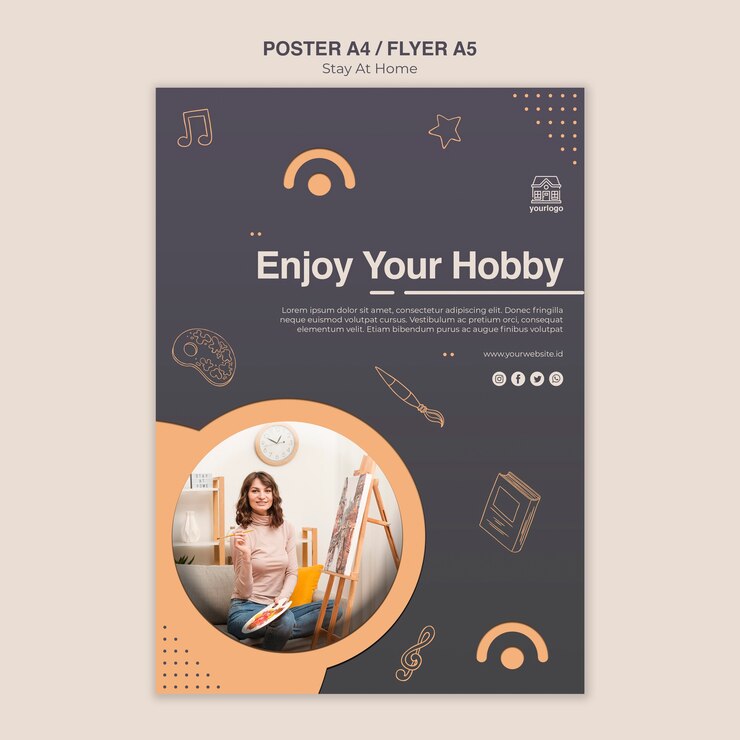 POSTER A4 / FLYER A5
Stay At Home
yourlogo
Enjoy Your Hobby
Lorem ipsum dolor sit amet, consectetur adipiscing elit. Donec fringilla
neque euismod volutpat cursus. Vestibulum ac pretium orci, consequat
elementum velit. Etiam bibendum purus ac augue finibus volutpat
www.yourwebsite.id
STAY
AT
HOME